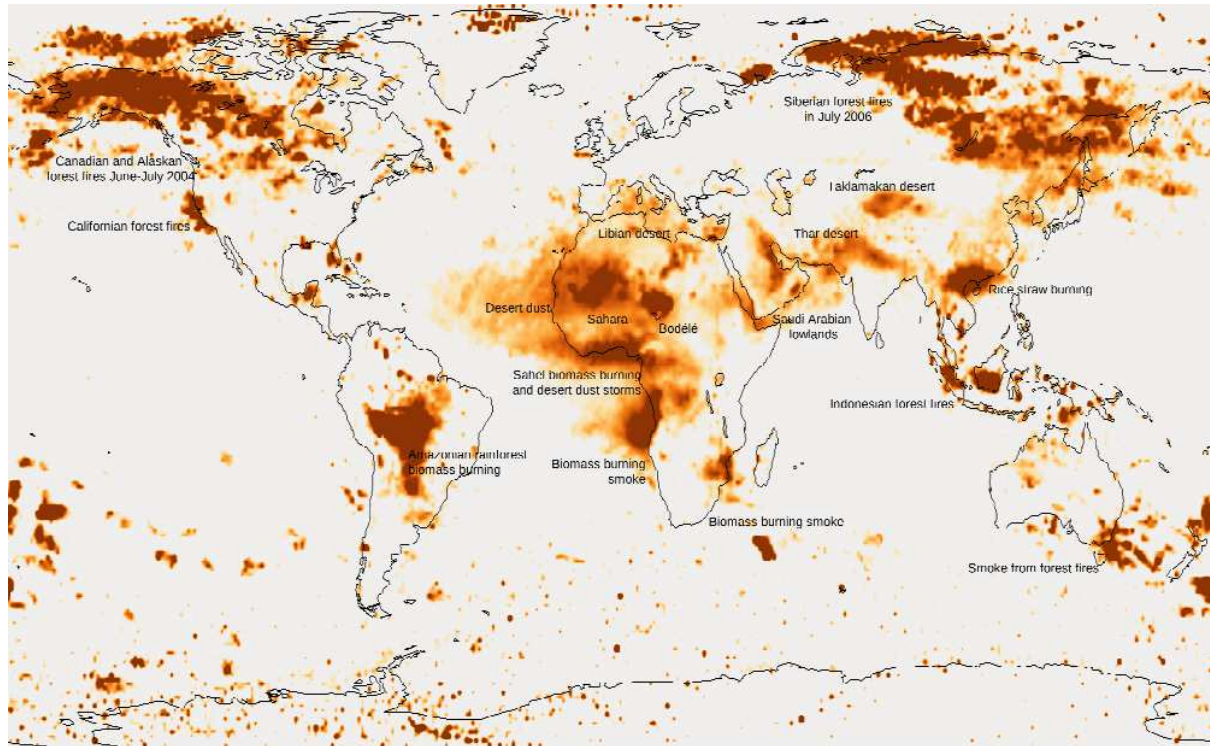 Siberian forest fires
in July 2006
Canadian and Alaskan
forest fires June-July 2004
Taklamakan desert
Californian forest fires
Libian desert
Thar desert
Rice straw burning
Desert dust
Sahara
Bodélé
Saudi Arabian
lowlands
Sahel biomass burning
and desert dust storms
Indonesian forest fires
Amazonian rainforest
biomass burning
Biomass burning
smoke
Biomass burning smoke
Smoke from forest fires